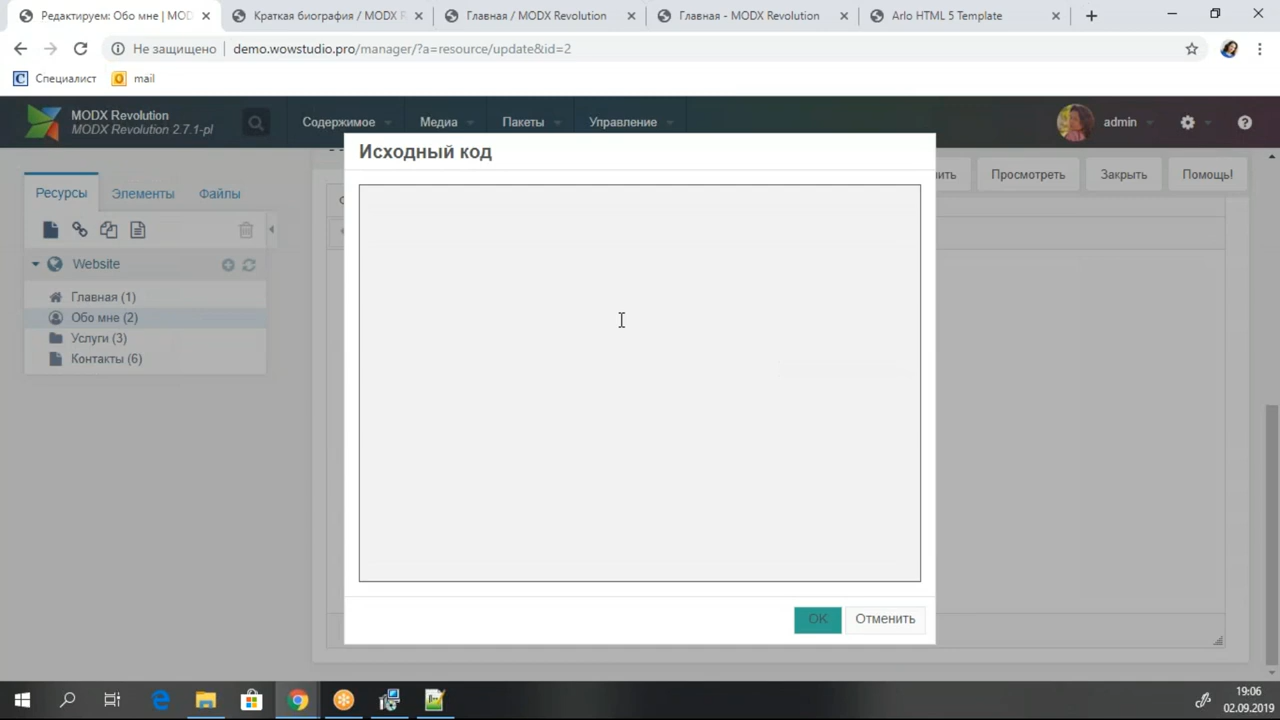 Редактируем: Обо мне | MOD
Краткая биография / MODX R
Главная / MODX Revolution
Главная - MODX Revolution
Arlo HTML 5 Template
Не защищено
demo.wowstudio.pro/manager/?a=resource/update&id=2
Специалист
mail
MODX Revolution
MODX Revolution 2.7.1-pl
Содержимое
Медиа
Пакеты
Управление
admin
Исходный код
Ресурсы
Элементы
Файлы
ить
Просмотреть
Закрыть
Помощь!
Website
Главная (1)
Обо мне (2)
Услуги (3)
Контакты (6)
OK
Отменить
19:06
02.09.2019